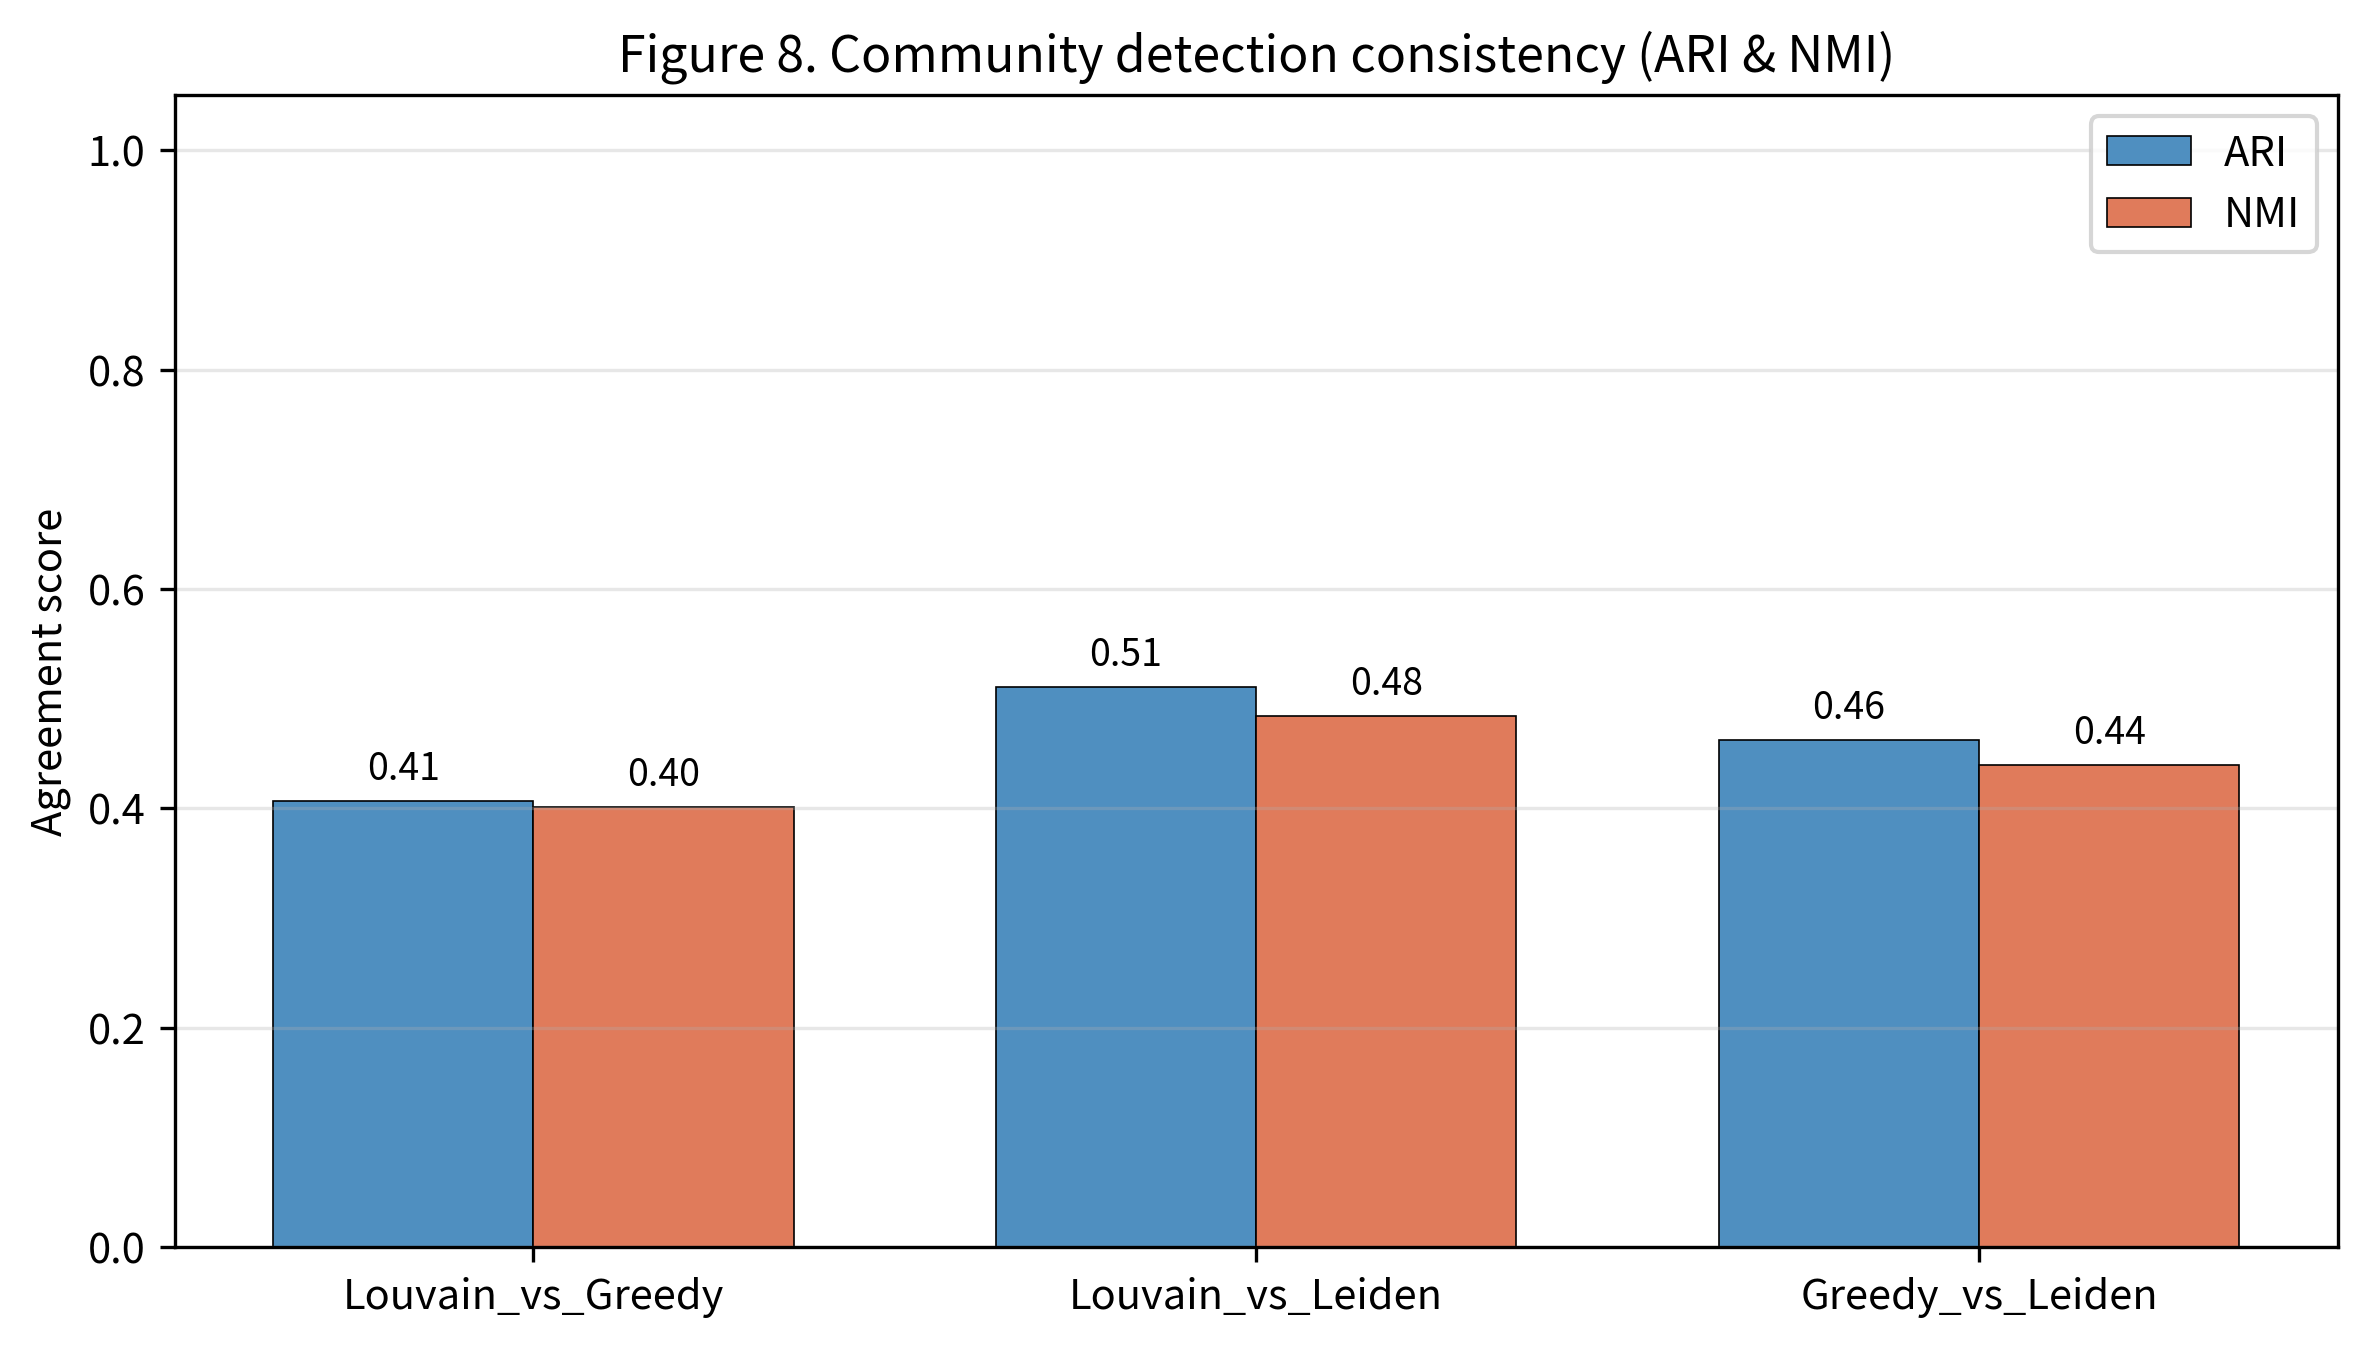 Figure 8. Community detection consistency (ARI & NMI)
ARI
NMI
Agreement score
1.0
0.8
0.6
0.4
0.2
0.0
0.41
0.40
0.51
0.48
0.46
0.44
Louvain_vs_Greedy
Louvain_vs_Leiden
Greedy_vs_Leiden